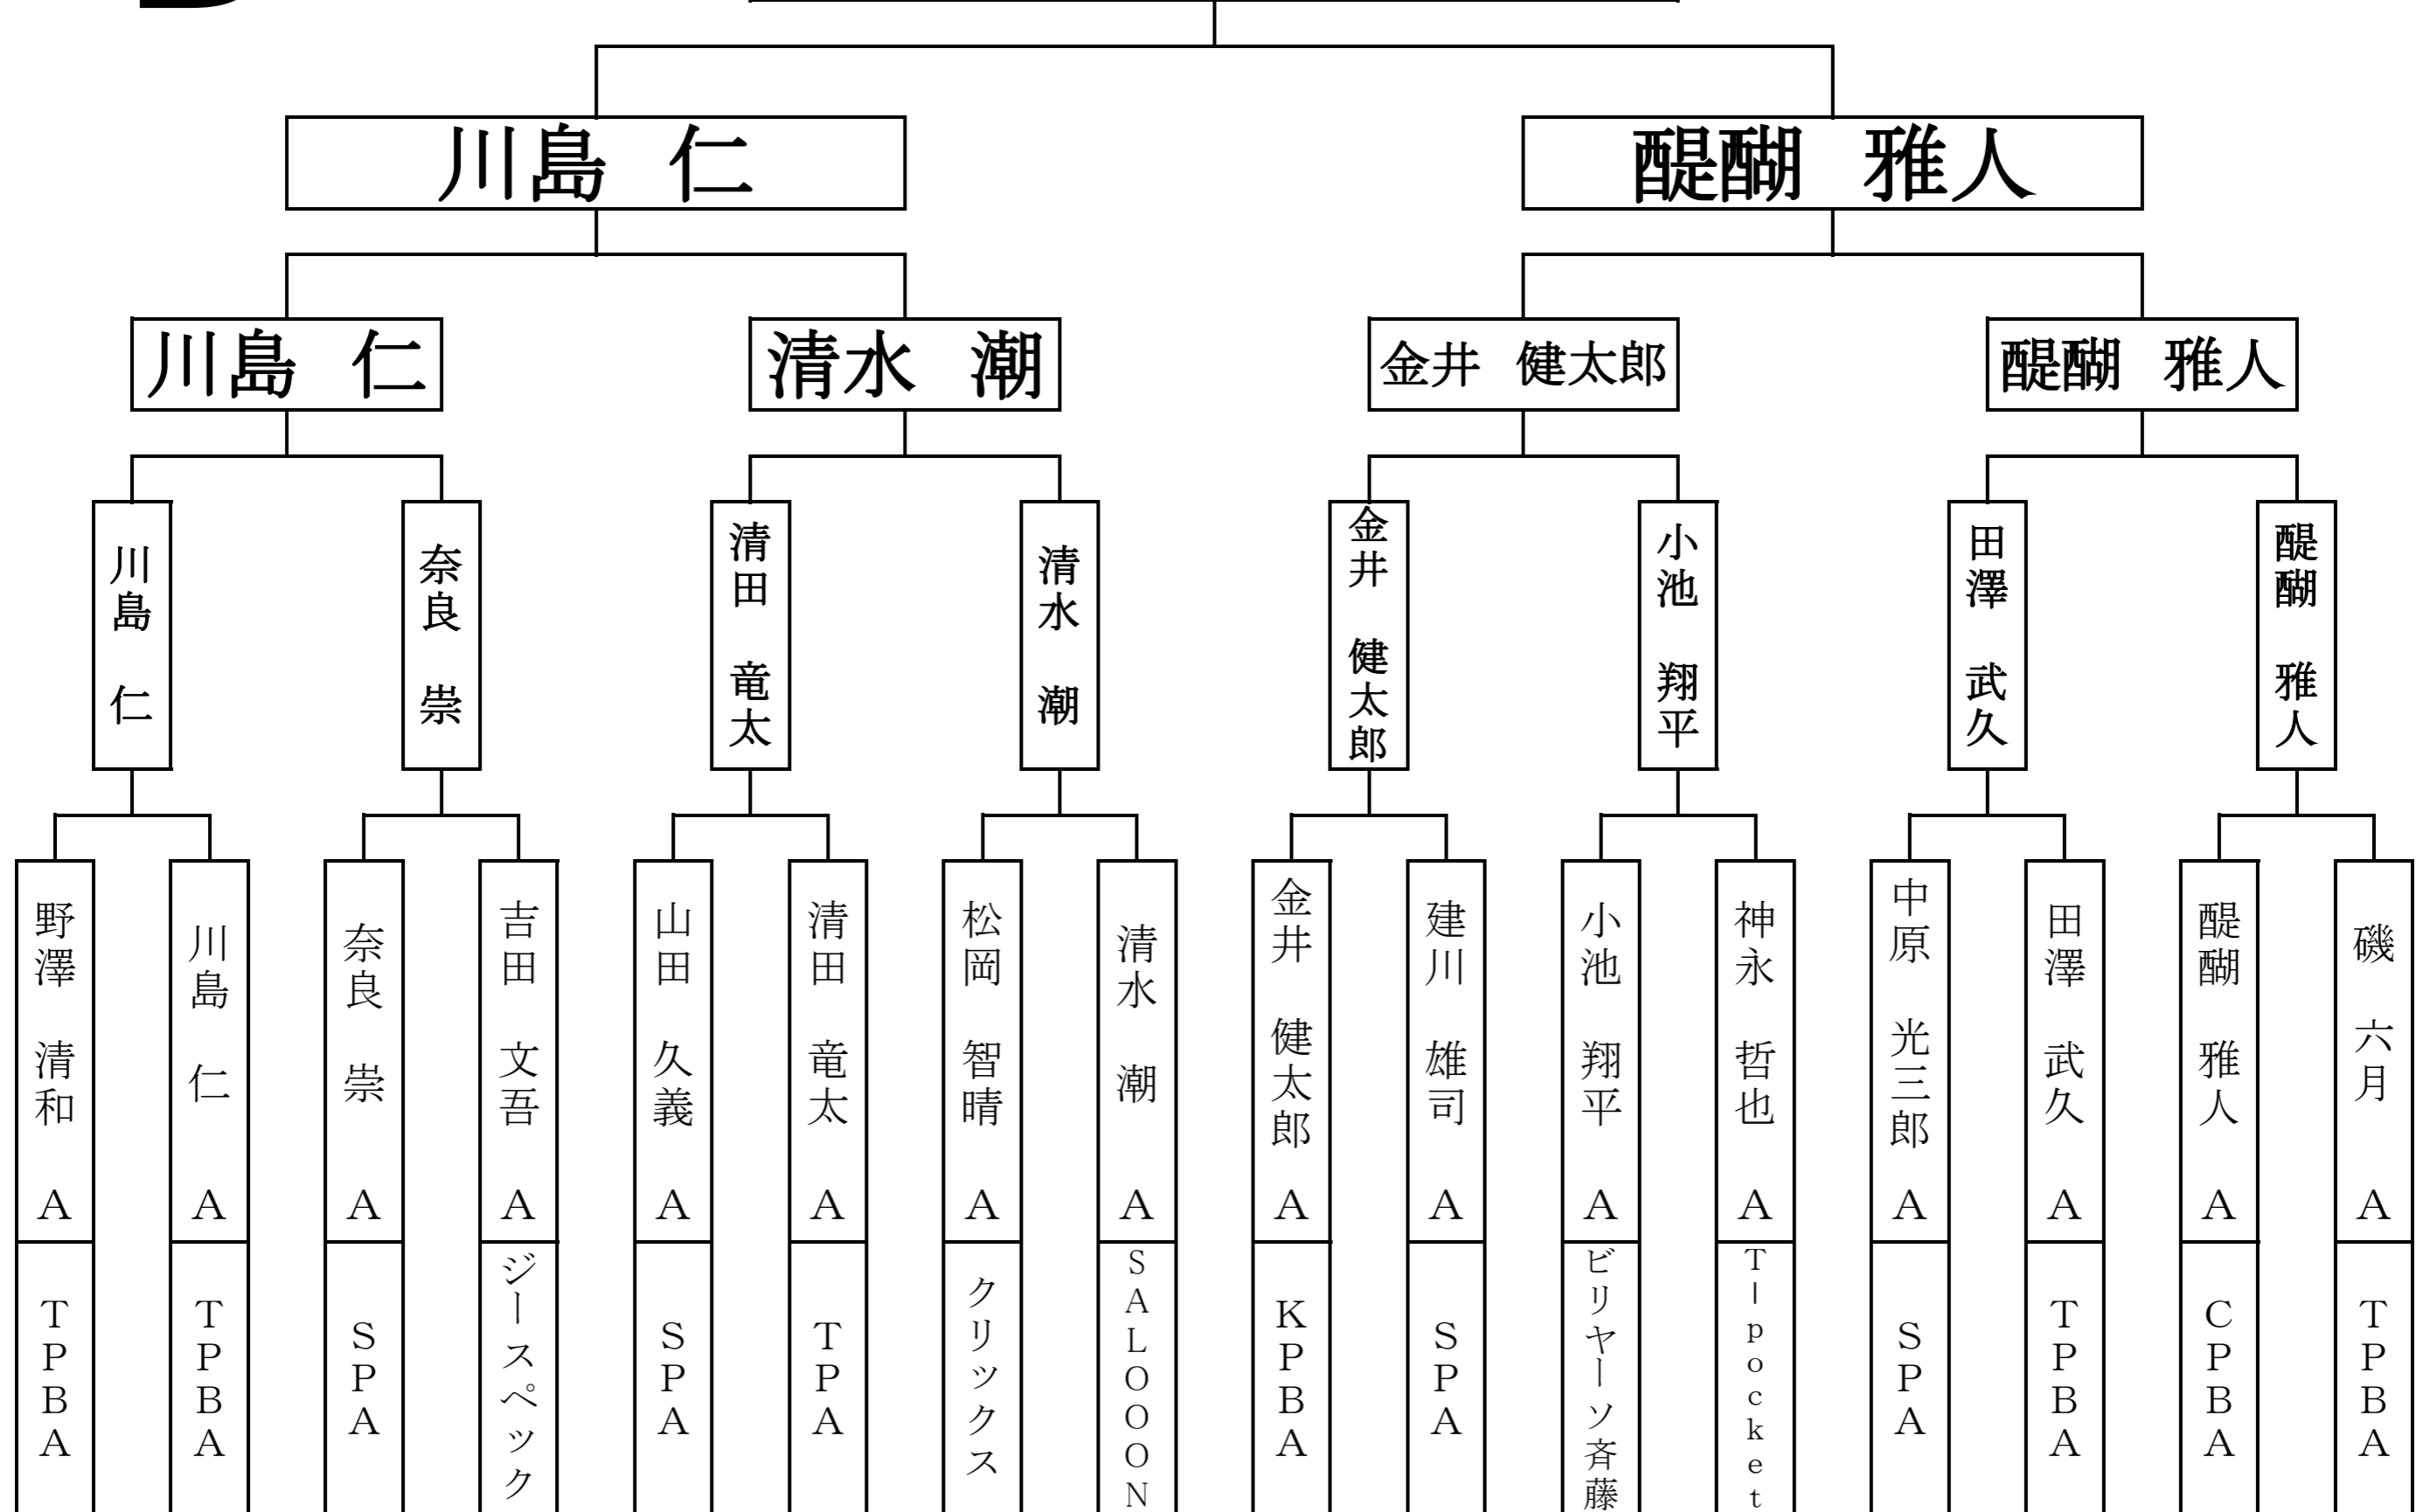 川島 仁
醍醐 雅人
川島 仁
清水 潮
金井 健太郎
醍醐 雅人
川島 仁
奈良 崇
清田 竜太
清水 潮
金井 健太郎
小池 翔平
田澤 武久
醍醐 雅人
野澤 清和 A
川島 仁 A
奈良 崇 A
吉田 文吾 A
山田 久義 A
清田 竜太 A
松岡 智晴 A
清水 潮 A
金井 健太郎 A
建川 雄司 A
小池 翔平 A
神永 哲也 A
中原 光三郎 A
田澤 武久 A
醍醐 雅人 A
磯 六月 A
TPBA
TPBA
SPA
ジースペック
SPA
TPA
クリックス
SALOOON
KPBA
SPA
ビリヤーソ斉藤
T-pocket
SPA
TPBA
CPBA
TPBA